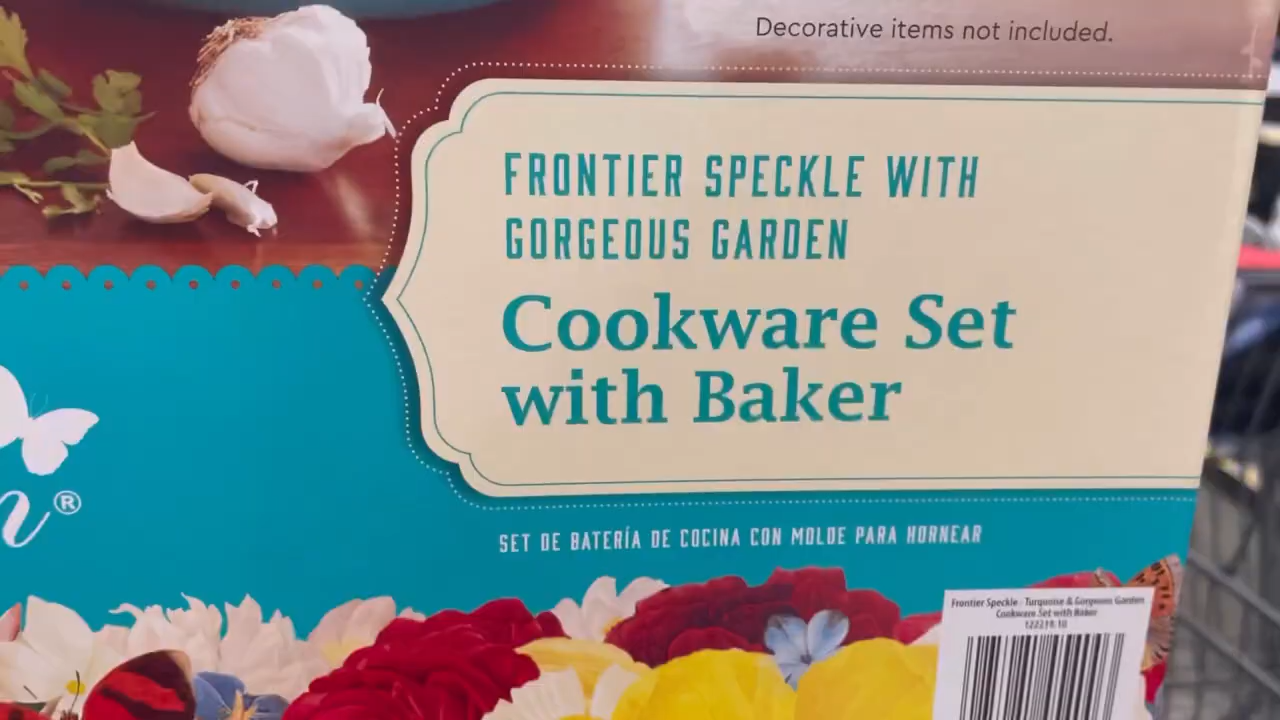 Decorative items not included.
FRONTIER SPECKLE WITH
GORGEOUS GARDEN
Cookware Set
with Baker
n®
SET DE BATERÍA DE COCINA CON MOLDE PARA HORNEAR
Frontier Speckle - Turquoise & Gorgeous Garden
Cookware Set with Baker